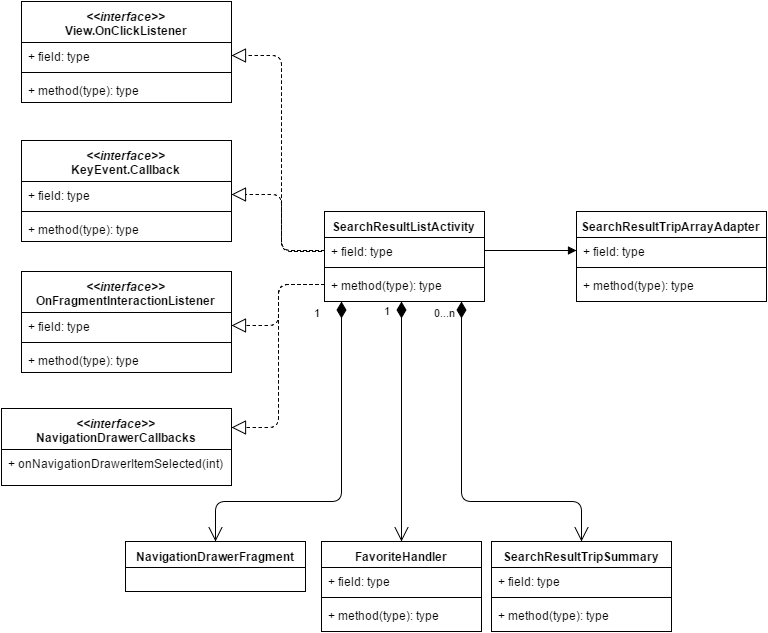 <<interface>>
View.OnClickListener
+ field: type
+ method(type): type
<<interface>>
KeyEvent.Callback
+ field: type
+ method(type): type
<<interface>>
OnFragmentInteractionListener
+ field: type
+ method(type): type
<<interface>>
NavigationDrawerCallbacks
+ onNavigationDrawerItemSelected(int)
SearchResultListActivity
+ field: type
+ method(type): type
SearchResultTripArrayAdapter
+ field: type
+ method(type): type
1
1
0...n
NavigationDrawerFragment
FavoriteHandler
+ field: type
+ method(type): type
SearchResultTripSummary
+ field: type
+ method(type): type